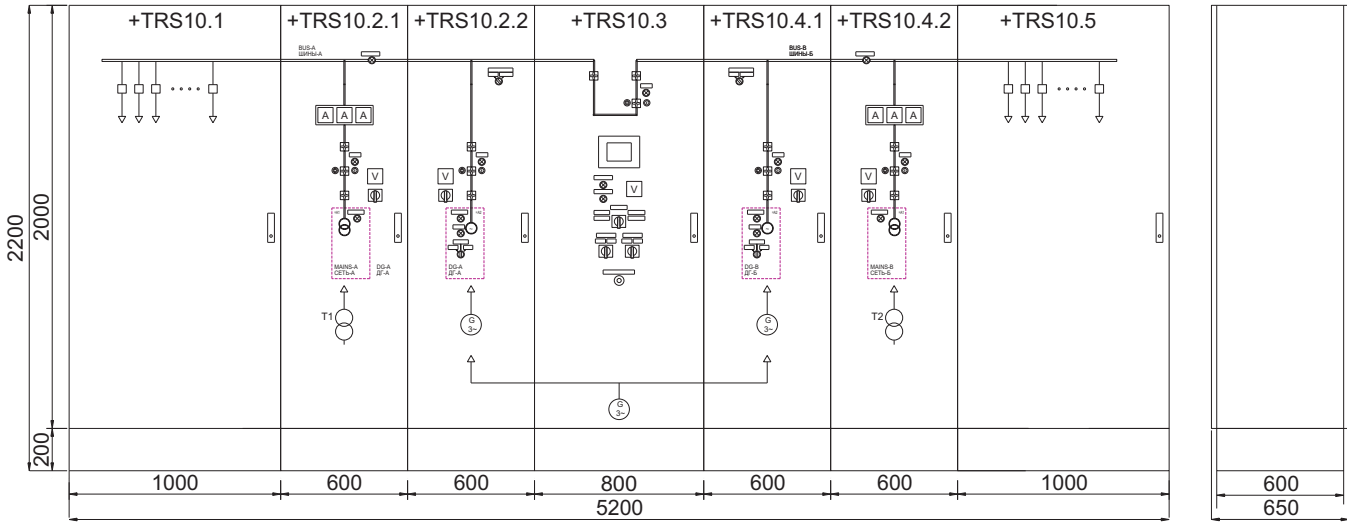 +TRS10.1
+TRS10.2.1
+TRS10.2.2
+TRS10.3
+TRS10.4.1
+TRS10.4.2
+TRS10.5
BUS-A
ШИНЫ-А
BUS-B
ШИНЫ-Б
A A A
A A A
V
V
V
V
V
MAINS-A
СЕТЬ-А
DG-A
ДГ-А
DG-A
ДГ-А
DG-B
ДГ-Б
MAINS-B
СЕТЬ-Б
T1
G
3~
G
3~
T2
G
3~
2200
2000
200
1000
600
600
800
600
600
1000
5200
600
650